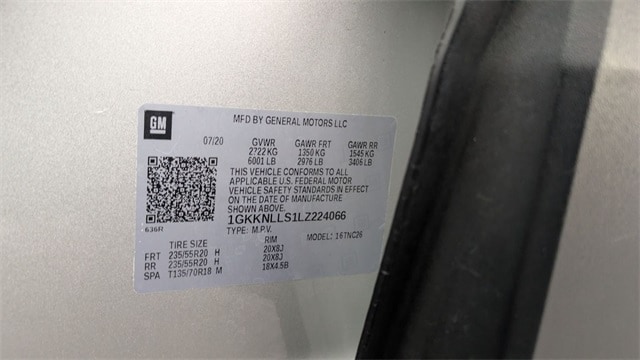 GM
MFD BY GENERAL MOTORS LLC
07/20 GVWR GAWR FRT GAWR RR
2722 KG 1350 KG 1545 KG
6001 LB 2976 LB 3406 LB
THIS VEHICLE CONFORMS TO ALL
APPLICABLE U.S. FEDERAL MOTOR
VEHICLE SAFETY STANDARDS IN EFFECT
ON THE DATE OF MANUFACTURE
SHOWN ABOVE.
1GKKNLLS1LZ224066
636R TYPE: M.P.V. MODEL: 16TNC26
TIRE SIZE RIM
FRT 235/55R20 H 20X8J
RR 235/55R20 H 20X8J
SPA T135/70R18 M 18X4.5B